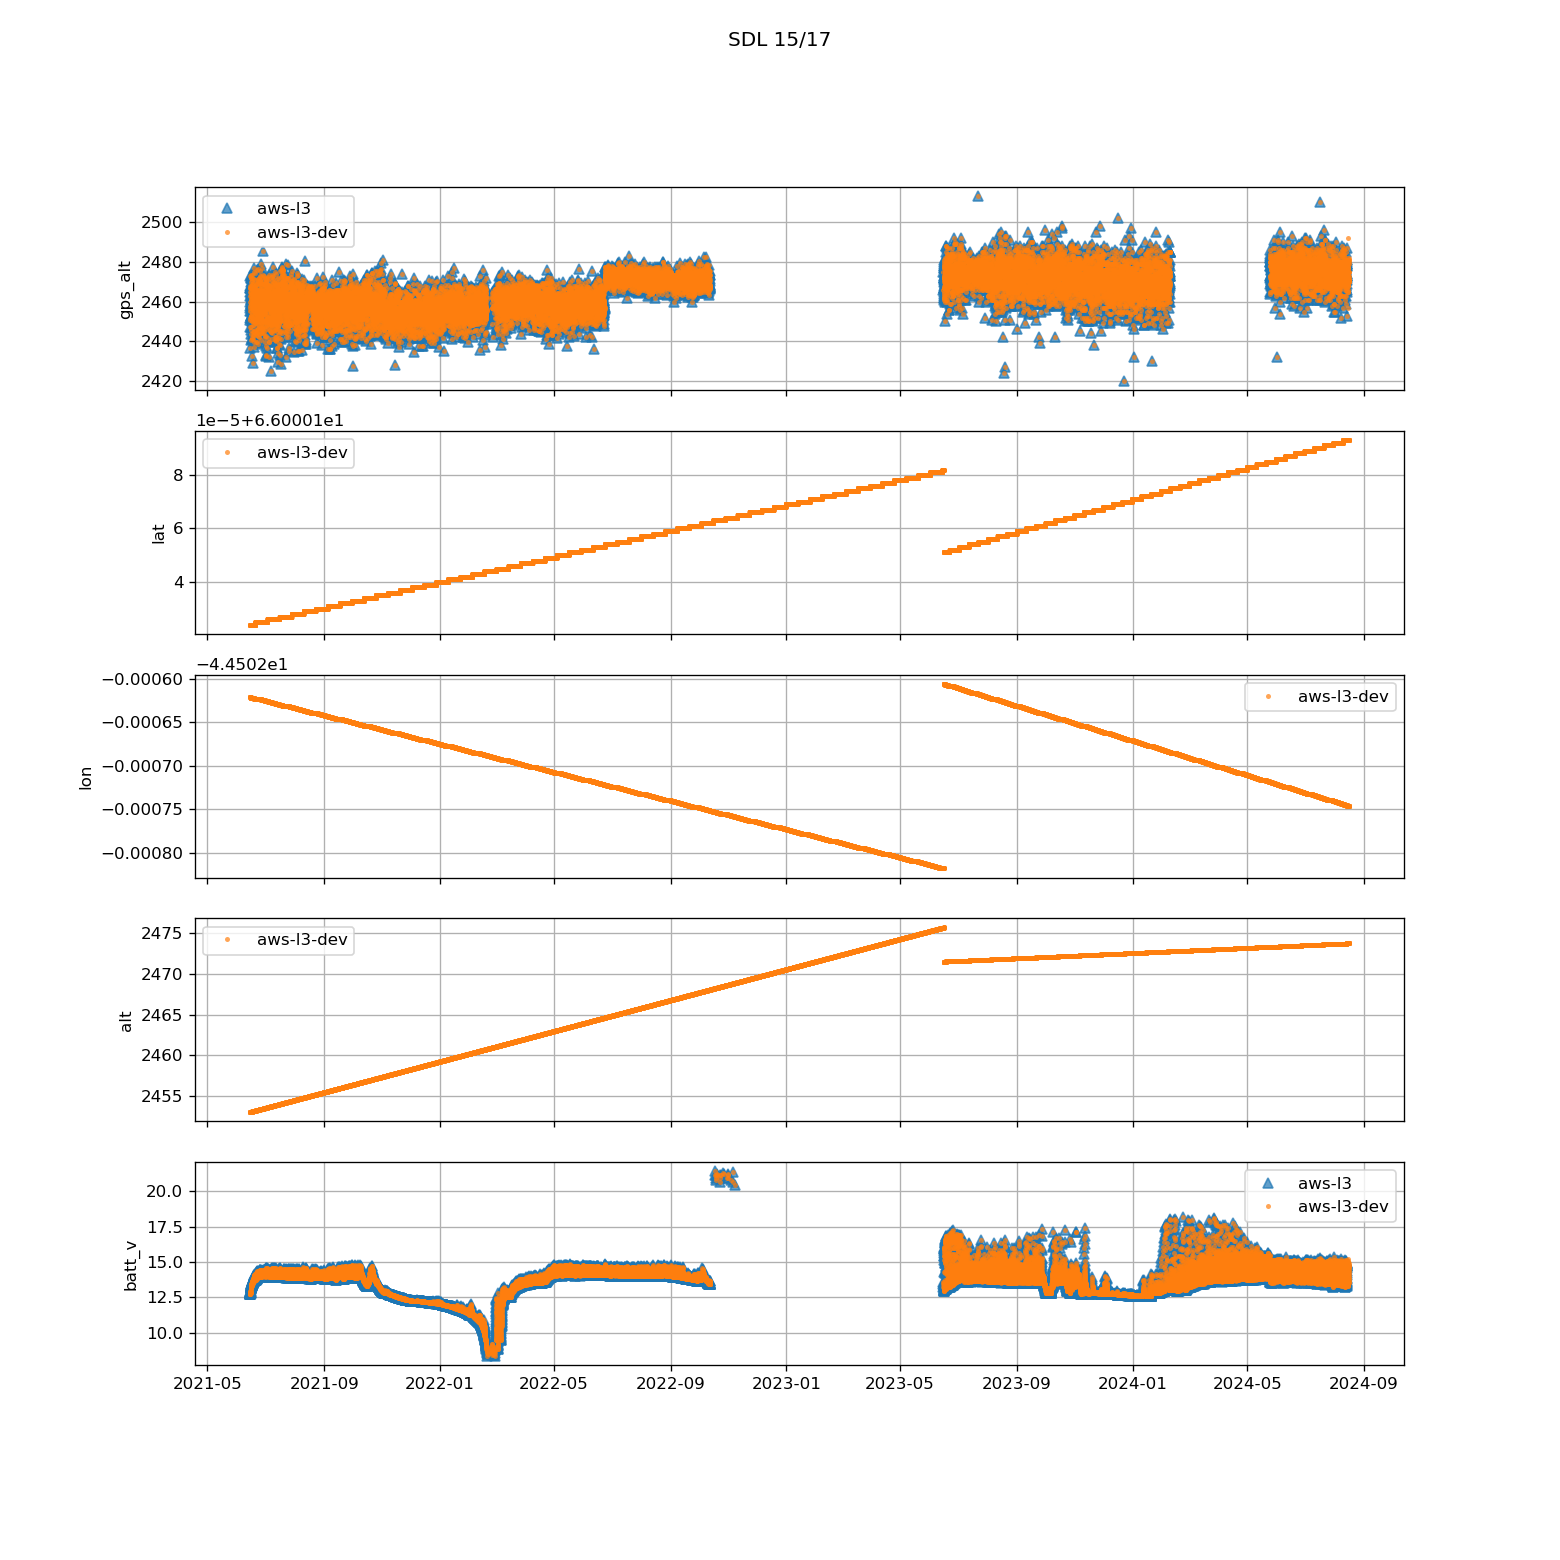 SDL 15/17
aws-l3
aws-l3-dev
gps_alt
2500
2480
2460
2440
2420
1e−5+6.60001e1
aws-l3-dev
lat
8
6
4
−4.4502e1
aws-l3-dev
lon
−0.00060
−0.00065
−0.00070
−0.00075
−0.00080
aws-l3-dev
alt
2475
2470
2465
2460
2455
aws-l3
aws-l3-dev
batt_v
20.0
17.5
15.0
12.5
10.0
2021-05 2021-09 2022-01 2022-05 2022-09 2023-01 2023-05 2023-09 2024-01 2024-05 2024-09